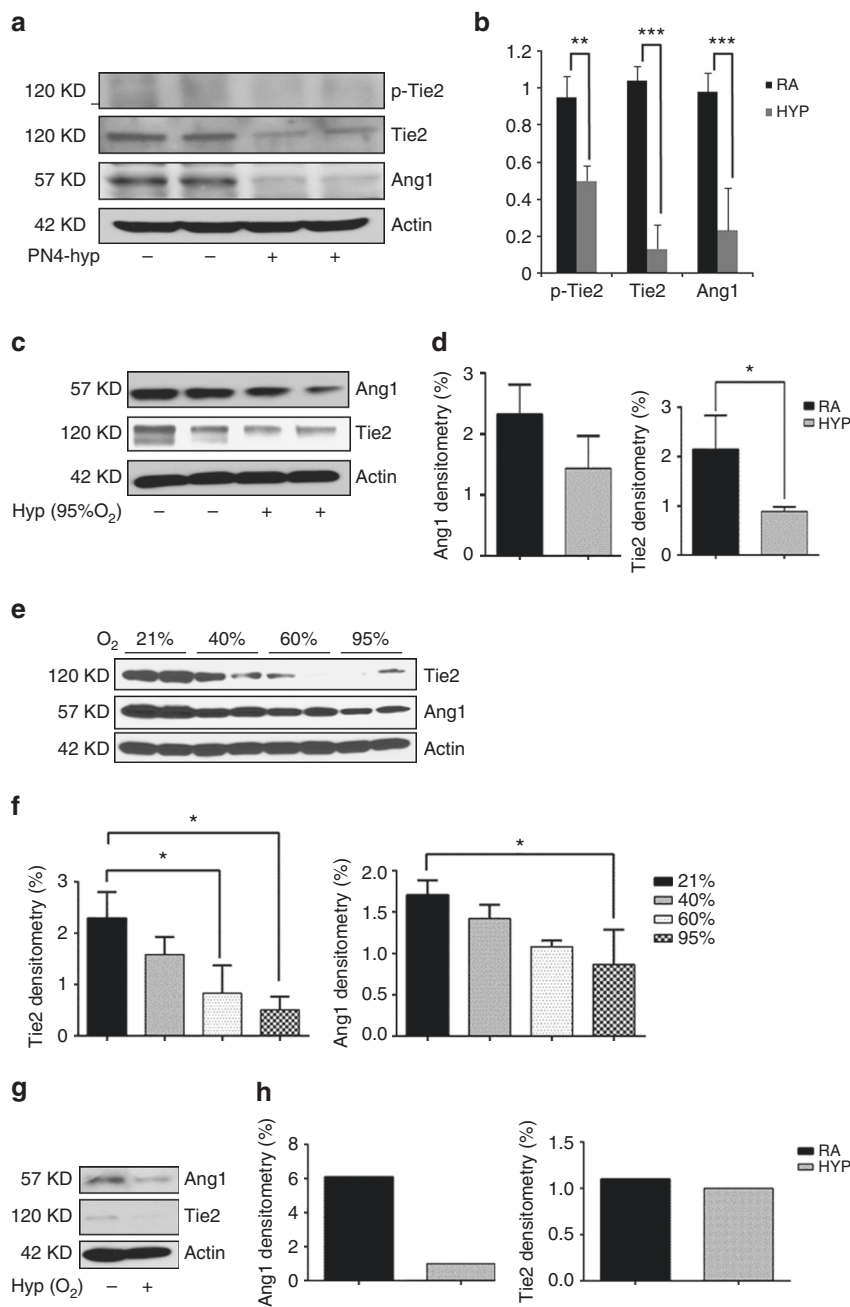 a
120 KD
p-Tie2
120 KD
Tie2
57 KD
Ang1
42 KD
Actin
PN4-hyp − − + +
b
1.2
1
0.8
0.6
0.4
0.2
0
** *** ***
p-Tie2 Tie2 Ang1
RA
HYP
c
57 KD
Ang1
120 KD
Tie2
42 KD
Actin
Hyp (95%O2) − − + +
d
Ang1 densitometry (%)
3
2
1
0
Tie2 densitometry (%)
3
2
1
0
*
RA
HYP
e
O2 21% 40% 60% 95%
120 KD
Tie2
57 KD
Ang1
42 KD
Actin
f
Tie2 densitometry (%)
3
2
1
0
*
*
Ang1 densitometry (%)
2.0
1.5
1.0
0.5
0.0
*
21%
40%
60%
95%
g
57 KD
Ang1
120 KD
Tie2
42 KD
Actin
Hyp (O2) − +
h
Ang1 densitometry (%)
8
6
4
2
0
Tie2 densitometry (%)
1.5
1.0
0.5
0.0
RA
HYP